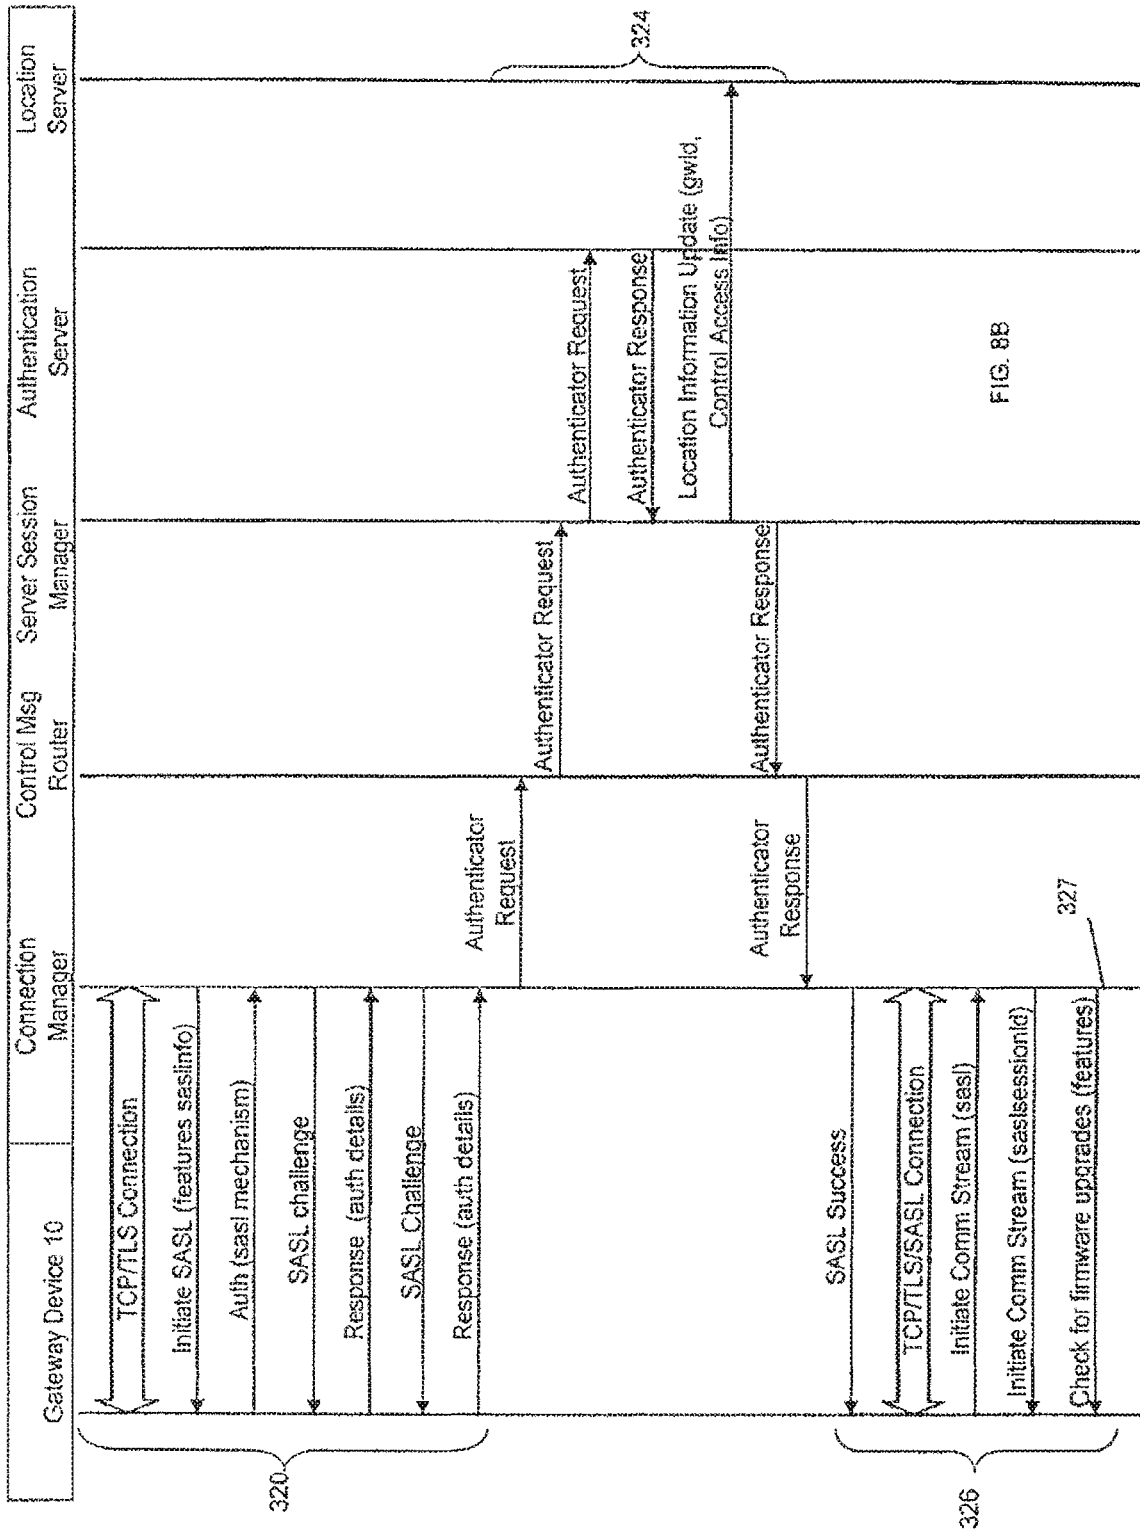 Gateway Device 10
Connection
Manager
Control Msg
Router
Server Session
Manager
Authentication
Server
Location
Server
TCP/TLS Connection
Initiate SASL (features saslinfo)
Auth (sasl mechanism)
SASL challenge
Response (auth details)
SASL Challenge
Response (auth details)
320
Authenticator
Request
Authenticator Request
Authenticator Request
Authenticator Response
Location Information Update (gwId,
Control Access Info)
324
Authenticator Response
Authenticator
Response
SASL Success
TCP/TLS/SASL Connection
Initiate Comm Stream (sasl)
Initiate Comm Stream (saslsessionId)
Check for firmware upgrades (features)
326
327
FIG. 8B